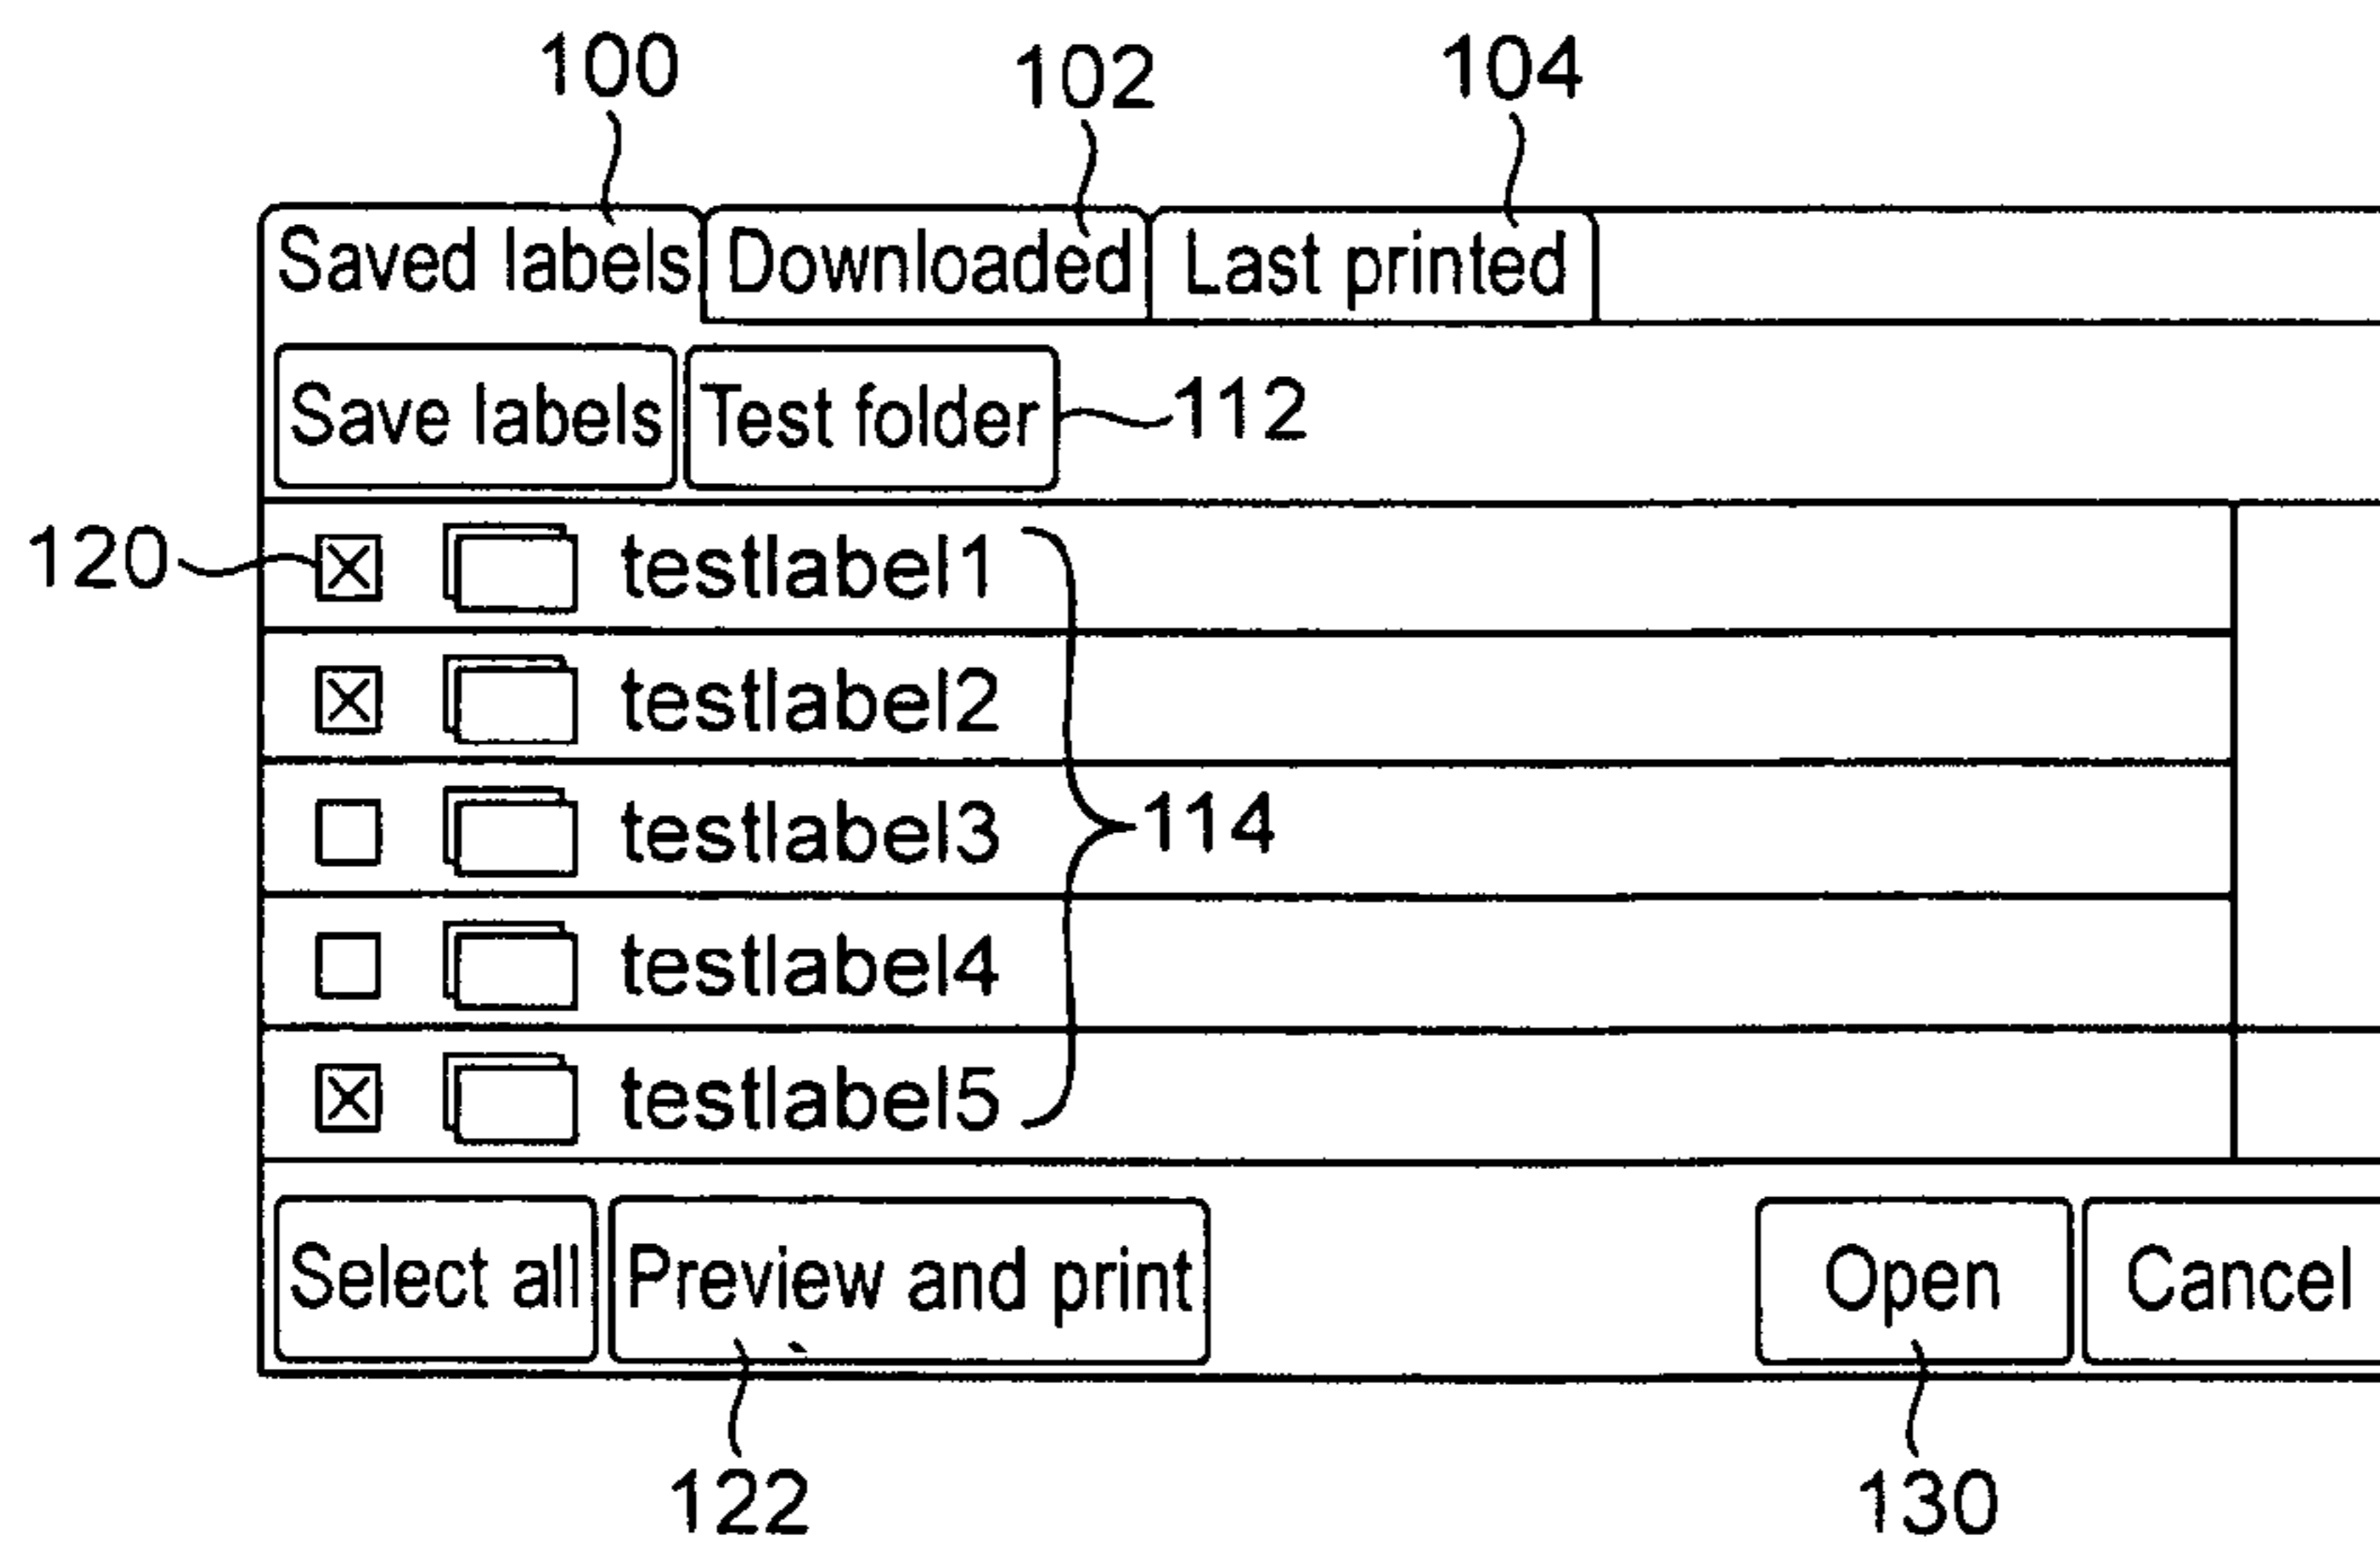 100 102 104
Saved labels Downloaded Last printed
Save labels Test folder 112
120 testlabel1
testlabel2
testlabel3 114
testlabel4
testlabel5
Select all Preview and print Open Cancel
122 130